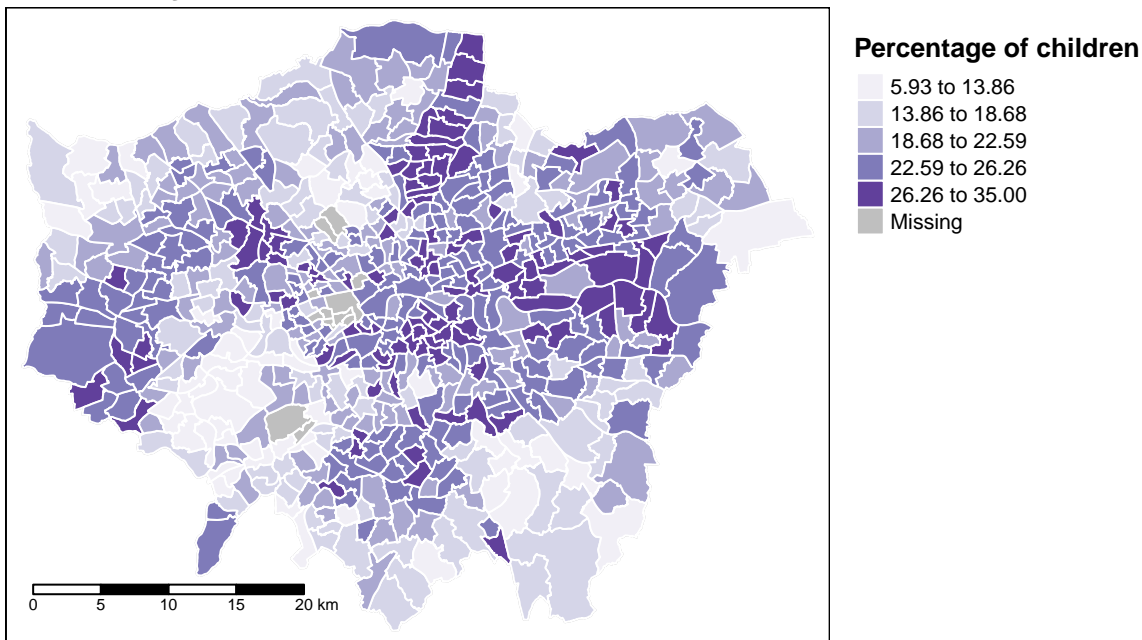 Percentage of children
5.93 to 13.86
13.86 to 18.68
18.68 to 22.59
22.59 to 26.26
26.26 to 35.00
Missing
0 5 10 15 20 km